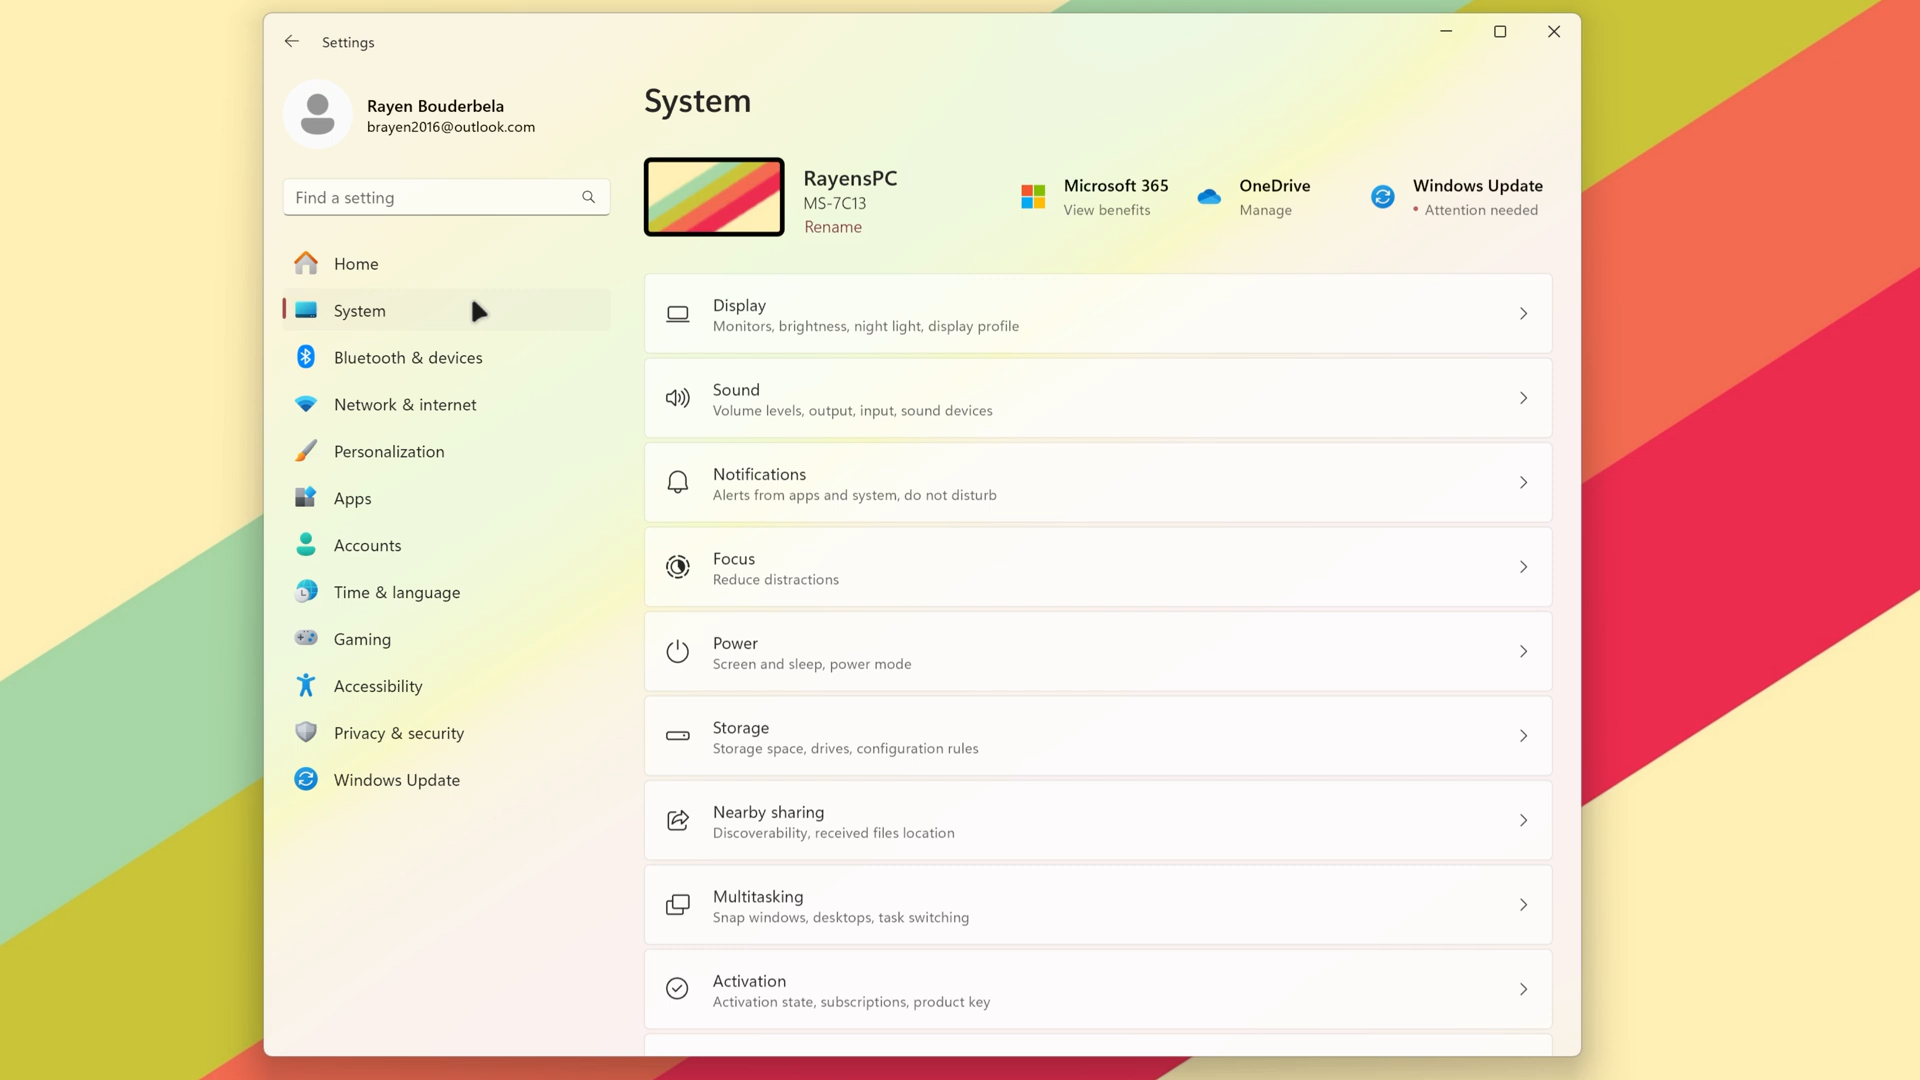 Settings
Rayen Bouderbela
brayen2016@outlook.com
Find a setting
Home
System
Bluetooth & devices
Network & internet
Personalization
Apps
Accounts
Time & language
Gaming
Accessibility
Privacy & security
Windows Update
System
RayensPC
MS-7C13
Rename
Microsoft 365
View benefits
OneDrive
Manage
Windows Update
• Attention needed
Display
Monitors, brightness, night light, display profile
Sound
Volume levels, output, input, sound devices
Notifications
Alerts from apps and system, do not disturb
Focus
Reduce distractions
Power
Screen and sleep, power mode
Storage
Storage space, drives, configuration rules
Nearby sharing
Discoverability, received files location
Multitasking
Snap windows, desktops, task switching
Activation
Activation state, subscriptions, product key